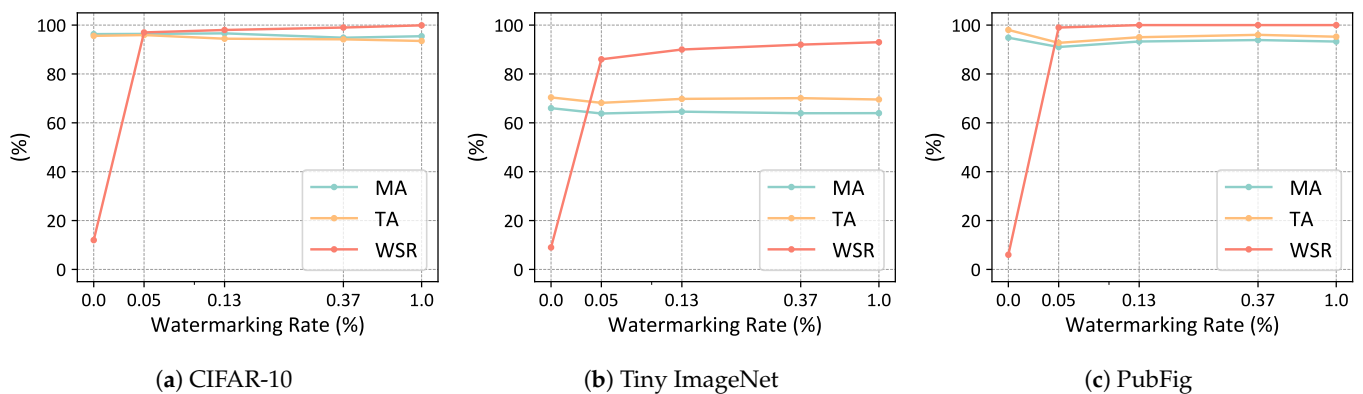 100
80
60
40
20
0
(%)
MA
TA
WSR
0.0 0.05 0.13 0.37 1.0
Watermarking Rate (%)
(a) CIFAR-10
100
80
60
40
20
0
(%)
MA
TA
WSR
0.0 0.05 0.13 0.37 1.0
Watermarking Rate (%)
(b) Tiny ImageNet
100
80
60
40
20
0
(%)
MA
TA
WSR
0.0 0.05 0.13 0.37 1.0
Watermarking Rate (%)
(c) PubFig